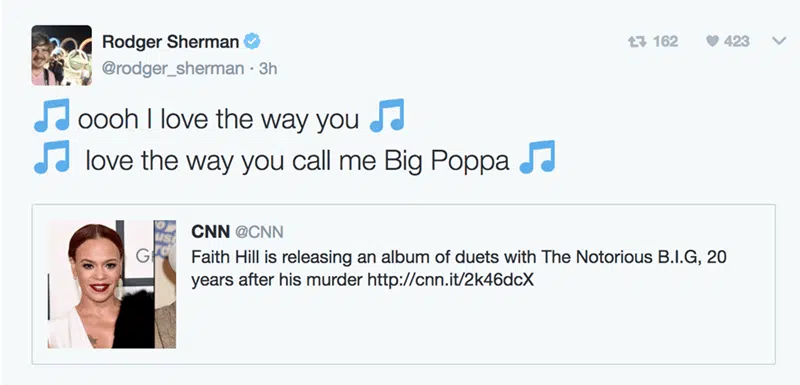 Rodger Sherman
162 423
@rodger_sherman · 3h
🎵 oooh I love the way you 🎵
🎵 love the way you call me Big Poppa 🎵
CNN @CNN
Faith Hill is releasing an album of duets with The Notorious B.I.G, 20
years after his murder http://cnn.it/2k46dcX